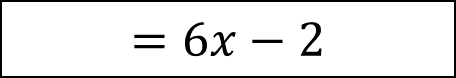 = 6x − 2